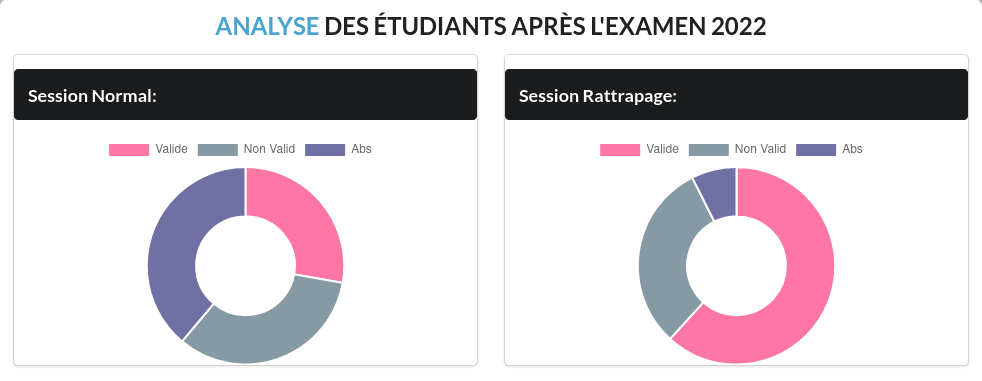 ANALYSE DES ÉTUDIANTS APRÈS L'EXAMEN 2022
Session Normal:
Valide Non Valid Abs
Session Rattrapage:
Valide Non Valid Abs